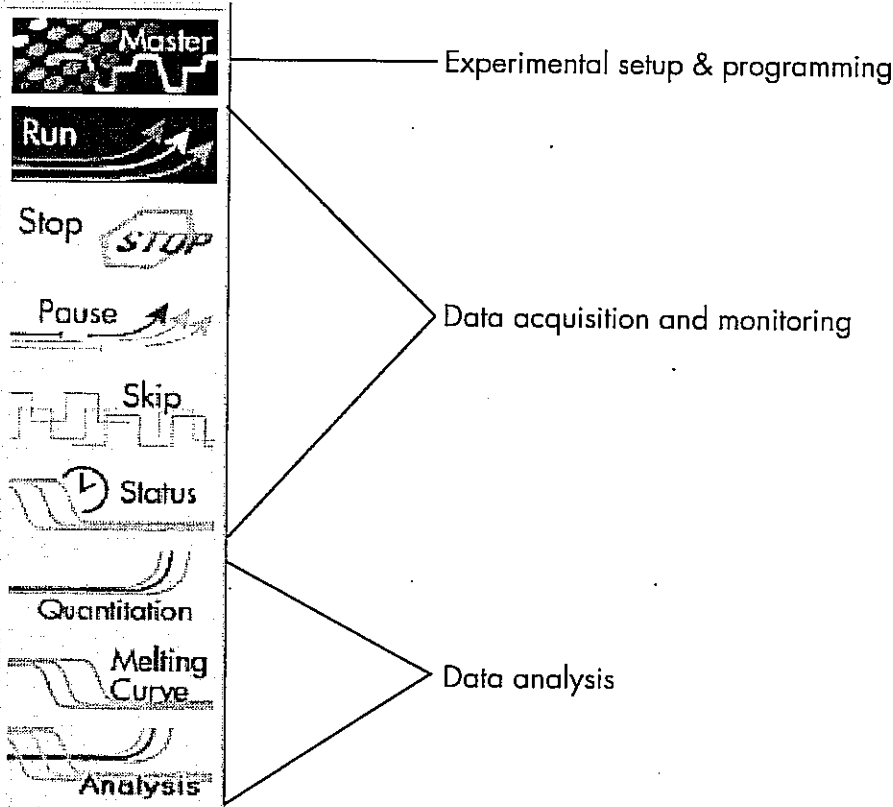 Master
Experimental setup & programming
Run
Stop
STOP
Pause
Data acquisition and monitoring
Skip
Status
Quantitation
Melting
Curve
Data analysis
Analysis